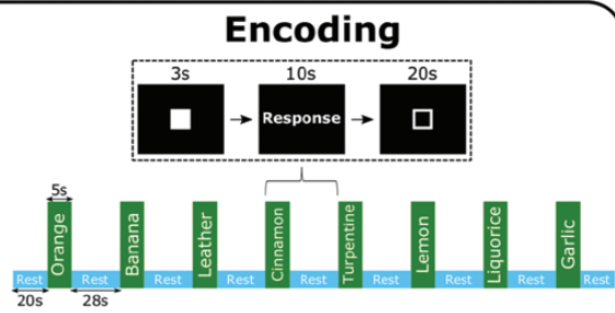 Encoding
3s 10s 20s
Response
5s
Orange Banana Leather Cinnamon Turpentine Lemon Liquorice Garlic
Rest Rest Rest Rest Rest Rest Rest Rest Rest
20s 28s